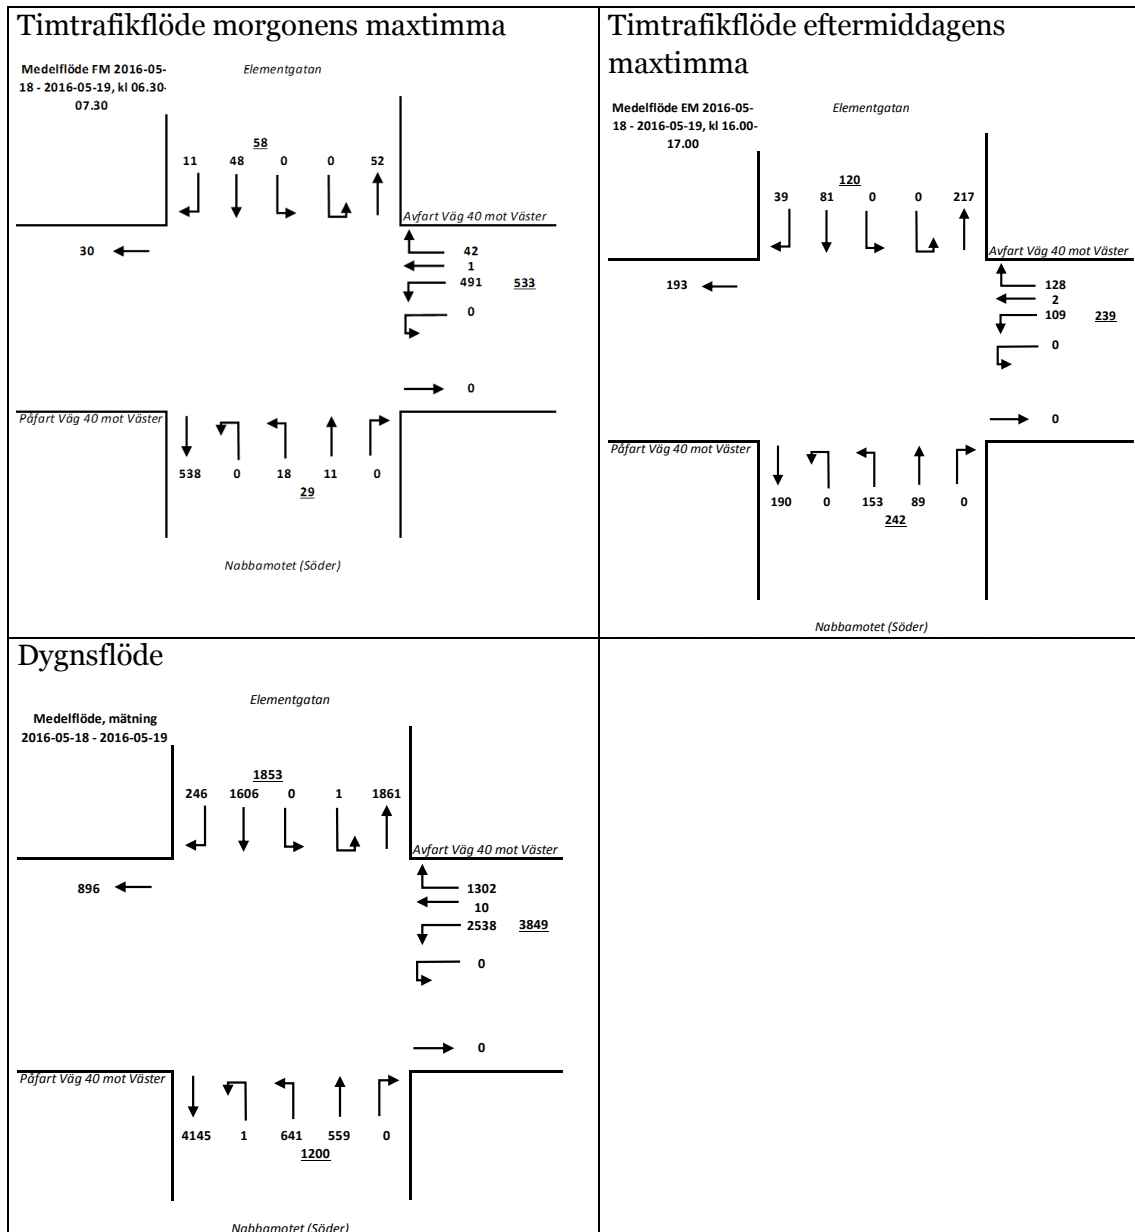 Timtrafikflöde morgonens maxtimma
Medelflöde FM 2016-05-
18 - 2016-05-19, kl 06.30-
07.30
Elementgatan
58
11 48 0 0 52
Avfart Väg 40 mot Väster
30
42
1
491 533
0
0
Påfart Väg 40 mot Väster
538 0 18 11 0
29
Nabbamotet (Söder)
Timtrafikflöde eftermiddagens
maxtimma
Medelflöde EM 2016-05-
18 - 2016-05-19, kl 16.00-
17.00
Elementgatan
120
39 81 0 0 217
Avfart Väg 40 mot Väster
193
128
2
109 239
0
0
Påfart Väg 40 mot Väster
190 0 153 89 0
242
Nabbamotet (Söder)
Dygnsflöde
Medelflöde, mätning
2016-05-18 - 2016-05-19
Elementgatan
1853
246 1606 0 1 1861
Avfart Väg 40 mot Väster
896
1302
10
2538 3849
0
0
Påfart Väg 40 mot Väster
4145 1 641 559 0
1200
Nabbamotet (Söder)